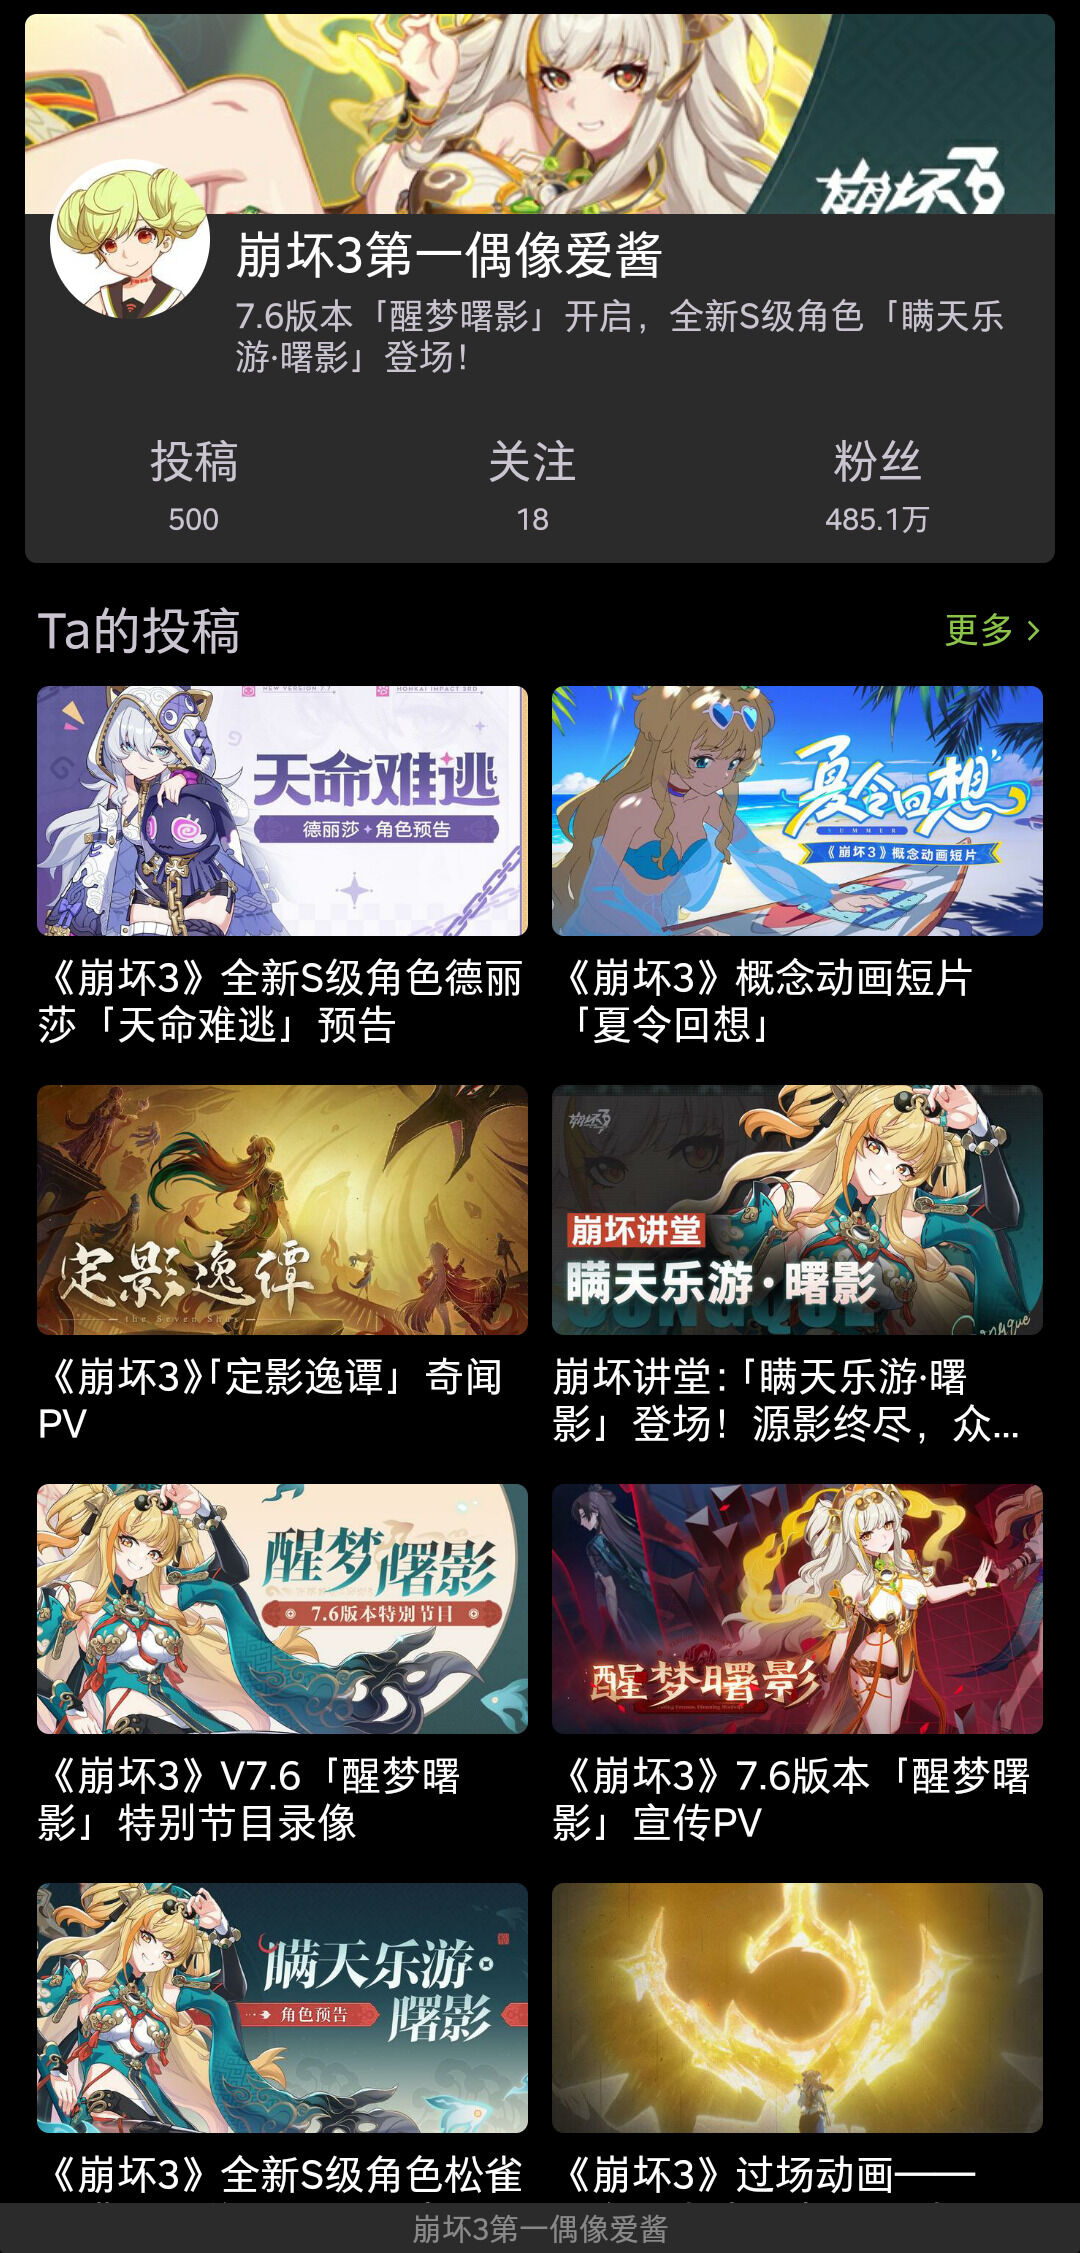 崩坏3
崩坏3第一偶像爱酱
7.6版本「醒梦曙影」开启，全新S级角色「瞒天乐
游·曙影」登场！
投稿
关注
粉丝
500
18
485.1万
Ta的投稿
更多 >
NEW VERSION 7.7
HONKAI IMPACT 3RD
天命难逃
德丽莎 角色预告
夏令回想
SUMMER
《崩坏3》概念动画短片
《崩坏3》全新S级角色德丽
莎「天命难逃」预告
《崩坏3》概念动画短片
「夏令回想」
定影逸谭
the Seven Shus
崩坏3
崩坏讲堂
瞒天乐游·曙影
SONGQUE
Songque
《崩坏3》「定影逸谭」奇闻
PV
崩坏讲堂：「瞒天乐游·曙
影」登场！源影终尽，众...
醒梦曙影
7.6版本特别节目
醒梦曙影
《崩坏3》V7.6「醒梦曙
影」特别节目录像
《崩坏3》7.6版本「醒梦曙
影」宣传PV
瞒天乐游·
曙影
角色预告
《崩坏3》全新S级角色松雀
《崩坏3》过场动画——
崩坏3第一偶像爱酱